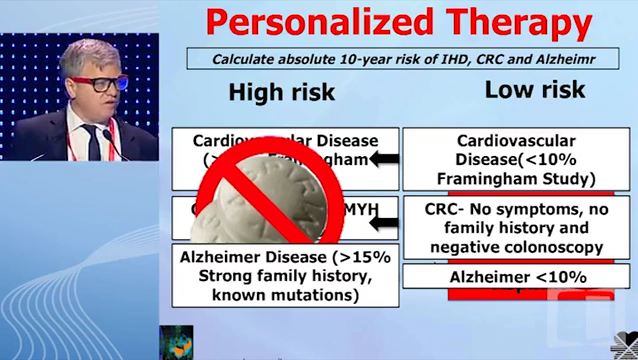 Personalized Therapy
Calculate absolute 10-year risk of IHD, CRC and Alzheimr
High risk
Low risk
Cardiovascular Disease
Framingham
MYH
Alzheimer Disease (>15%
Strong family history,
known mutations)
Cardiovascular
Disease(<10%
Framingham Study)
CRC- No symptoms, no
family history and
negative colonoscopy
Alzheimer <10%